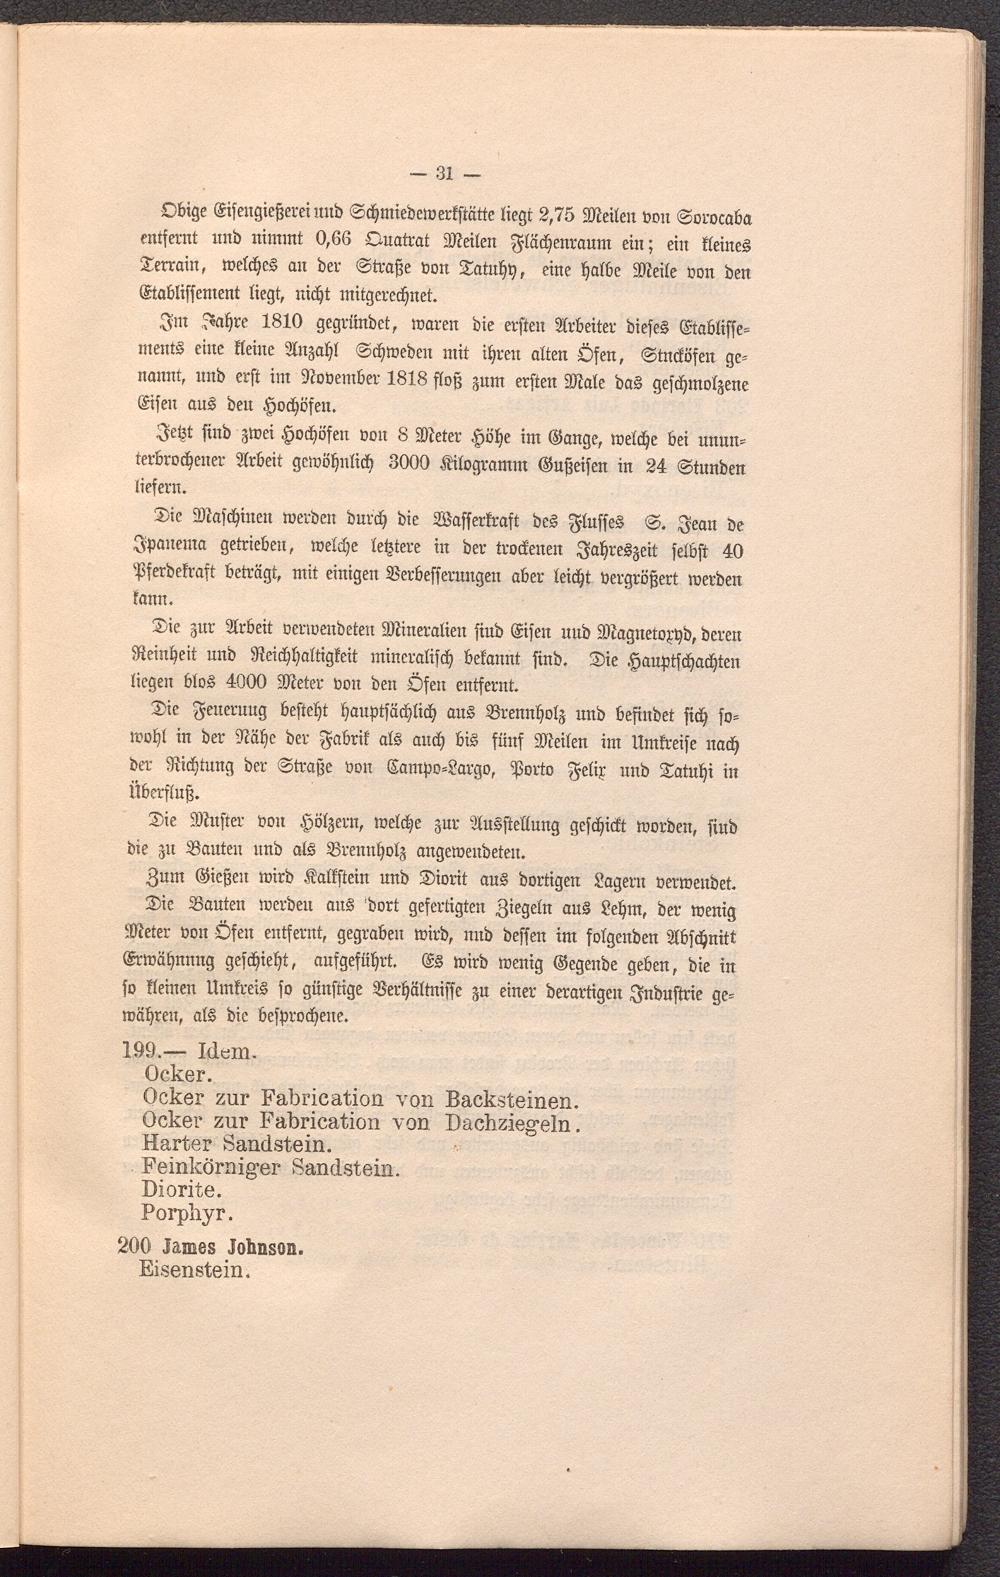 — 31 —
Obige Eisengießerei und Schmiedewerkstätte liegt 2,75 Meilen von Sorocaba
entfernt und nimmt 0,66 Quatrat Meilen Flächenraum ein; ein kleines
Terrain, welches an der Straße von Tatuhy, eine halbe Meile von den
Etablissement liegt, nicht mitgerechnet.
Im Jahre 1810 gegründet, waren die ersten Arbeiter dieses Etablisse-
ments eine kleine Anzahl Schweden mit ihren alten Öfen, Stucköfen ge-
nannt, und erst im November 1818 floß zum ersten Male das geschmolzene
Eisen aus den Hochöfen.
Jetzt sind zwei Hochöfen von 8 Meter Höhe im Gange, welche bei unun-
terbrochener Arbeit gewöhnlich 3000 Kilogramm Gußeisen in 24 Stunden
liefern.
Die Maschinen werden durch die Wasserkraft des Flusses S. Jean de
Ipanema getrieben, welche letztere in der trockenen Jahreszeit selbst 40
Pferdekraft beträgt, mit einigen Verbesserungen aber leicht vergrößert werden
kann.
Die zur Arbeit verwendeten Mineralien sind Eisen und Magnetoxyd, deren
Reinheit und Reichhaltigkeit mineralisch bekannt sind. Die Hauptschachten
liegen blos 4000 Meter von den Öfen entfernt.
Die Feuerung besteht hauptsächlich aus Brennholz und befindet sich so-
wohl in der Nähe der Fabrik als auch bis fünf Meilen im Umkreise nach
der Richtung der Straße von Campo-Largo, Porto Felix und Tatuhi in
Überfluß.
Die Muster von Hölzern, welche zur Ausstellung geschickt worden, sind
die zu Bauten und als Brennholz angewendeten.
Zum Gießen wird Kalkstein und Diorit aus dortigen Lagern verwendet.
Die Bauten werden aus dort gefertigten Ziegeln aus Lehm, der wenig
Meter von Öfen entfernt, gegraben wird, und dessen im folgenden Abschnitt
Erwähnung geschieht, aufgeführt. Es wird wenig Gegende geben, die in
so kleinen Umkreis so günstige Verhältnisse zu einer derartigen Industrie ge-
währen, als die besprochene.
199.— Idem.
Ocker.
Ocker zur Fabrication von Backsteinen.
Ocker zur Fabrication von Dachziegeln.
Harter Sandstein.
Feinkörniger Sandstein.
Diorite.
Porphyr.
200 James Johnson.
Eisenstein.